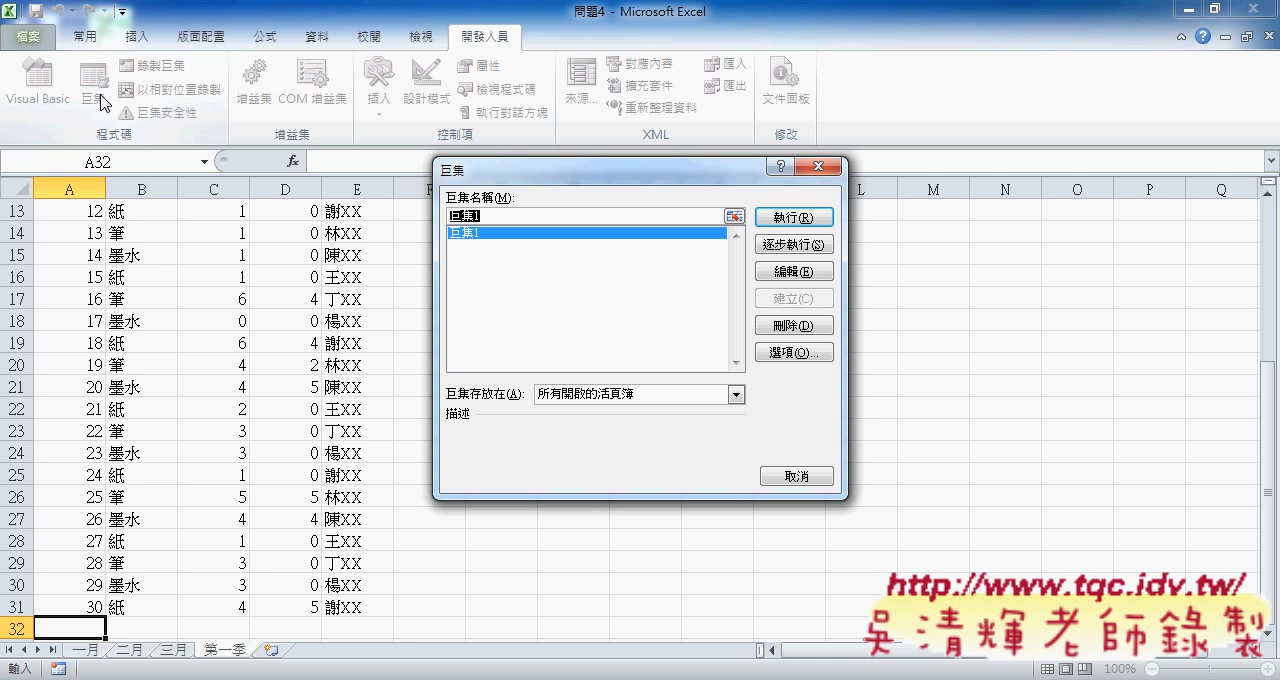 問題4 - Microsoft Excel
檔案 常用 插入 版面配置 公式 資料 校閱 檢視 開發人員
Visual Basic 巨集 錄製巨集 以相對位置錄製 巨集安全性
程式碼
增益集 COM 增益集
增益集
插入 設計模式 屬性 檢視程式碼 執行對話方塊
控制項
來源... 對應內容 擴充套件 重新整理資料 匯入 匯出
XML
文件面板
修改
A32 fx
A B C D E F L M N O P Q
13 12 紙 1 0 謝XX
14 13 筆 1 0 林XX
15 14 墨水 1 0 陳XX
16 15 紙 1 0 王XX
17 16 筆 6 4 丁XX
18 17 墨水 0 0 楊XX
19 18 紙 6 4 謝XX
20 19 筆 4 2 林XX
21 20 墨水 4 5 陳XX
22 21 紙 2 0 王XX
23 22 筆 3 0 丁XX
24 23 墨水 3 0 楊XX
25 24 紙 1 0 謝XX
26 25 筆 5 5 林XX
27 26 墨水 4 4 陳XX
28 27 紙 1 0 王XX
29 28 筆 3 0 丁XX
30 29 墨水 3 0 楊XX
31 30 紙 4 5 謝XX
32
巨集
巨集名稱(M):
巨集1
巨集1
執行(R)
逐步執行(S)
編輯(E)
建立(C)
刪除(D)
選項(O)...
巨集存放在(A): 所有開啟的活頁簿
描述
取消
http://www.tqc.idv.tw/
吳清輝老師錄製
一月 二月 三月 第一季
輸入 100%